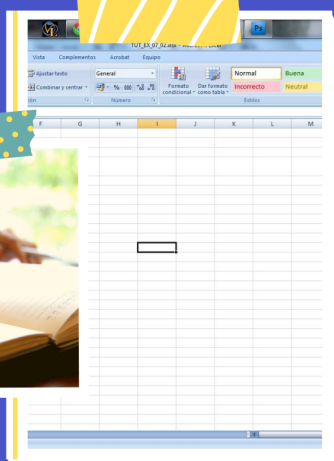 Ps
TUT_EX_07_02.xlsx
Vista Complementos Acrobat Equipo
Ajustar texto General Normal Buena
Combinar y centrar % 000 Formato condicional Dar formato como tabla Incorrecto Neutral
Número Estilos
F G H I J K L M